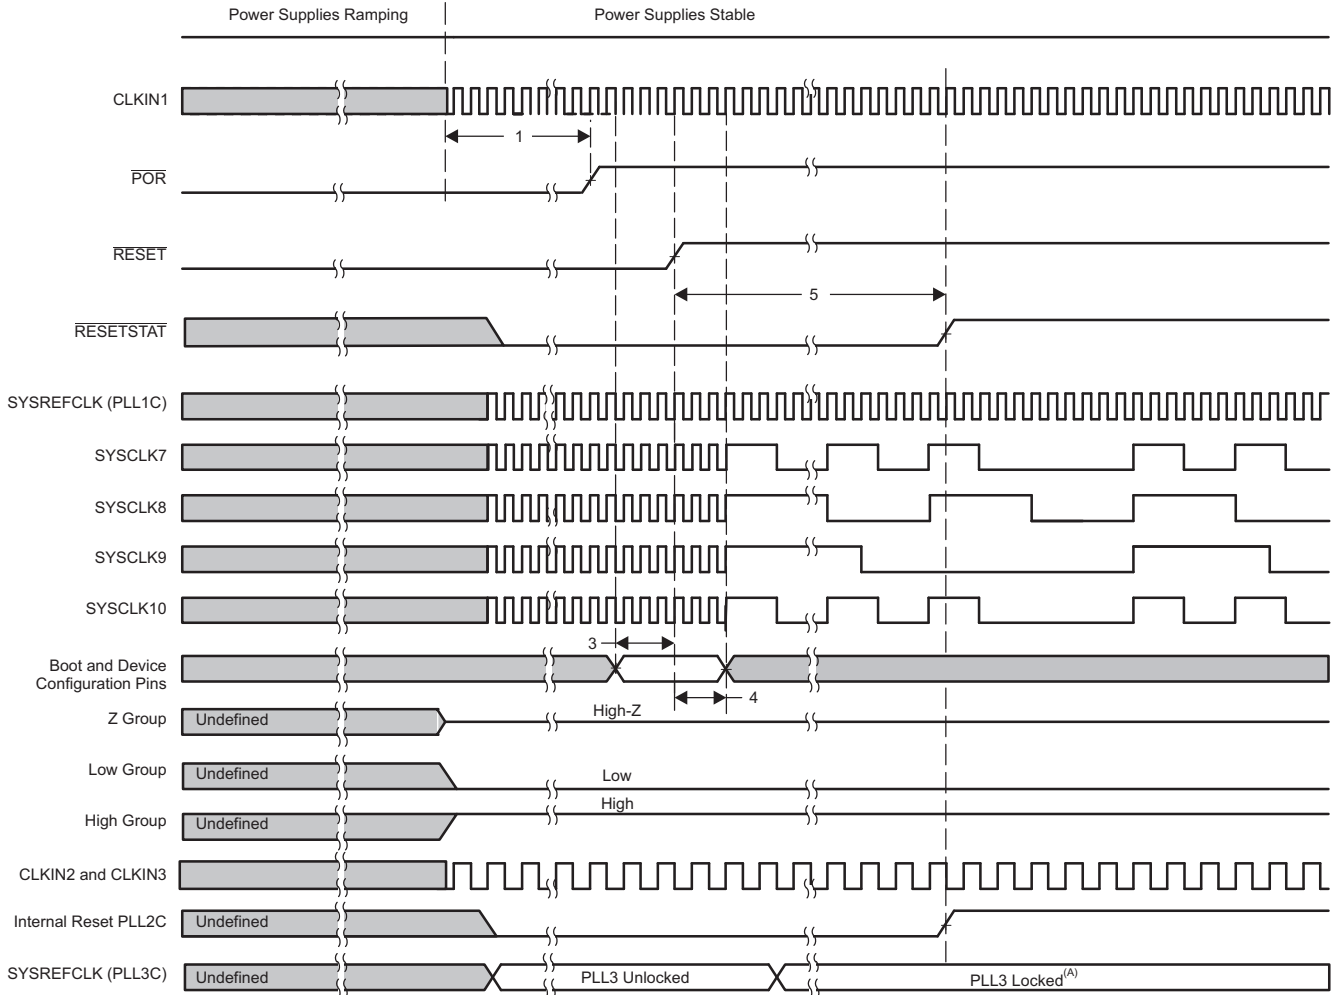 Power Supplies Ramping
Power Supplies Stable
CLKIN1
1
POR
RESET
5
RESETSTAT
SYSREFCLK (PLL1C)
SYSCLK7
SYSCLK8
SYSCLK9
SYSCLK10
3
Boot and Device
Configuration Pins
4
Z Group
Undefined
High-Z
Low Group
Undefined
Low
High Group
Undefined
High
CLKIN2 and CLKIN3
Internal Reset PLL2C
Undefined
SYSREFCLK (PLL3C)
Undefined
PLL3 Unlocked
PLL3 Locked(A)